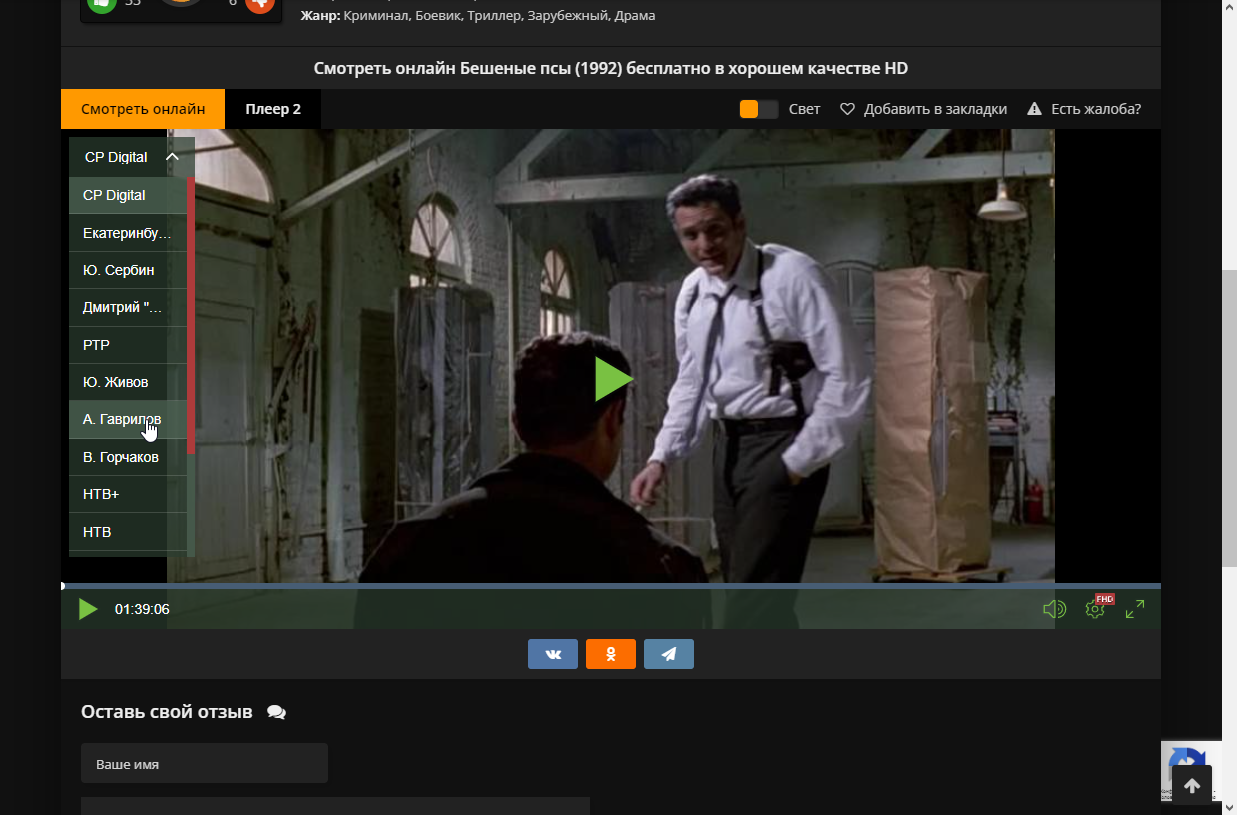 33
6
Жанр: Криминал, Боевик, Триллер, Зарубежный, Драма
Смотреть онлайн Бешеные псы (1992) бесплатно в хорошем качестве HD
Смотреть онлайн
Плеер 2
Свет
Добавить в закладки
Есть жалоба?
CP Digital
CP Digital
Екатеринбу...
Ю. Сербин
Дмитрий "...
РТР
Ю. Живов
А. Гаврилов
В. Горчаков
НТВ+
НТВ
01:39:06
FHD
Оставь свой отзыв
Ваше имя